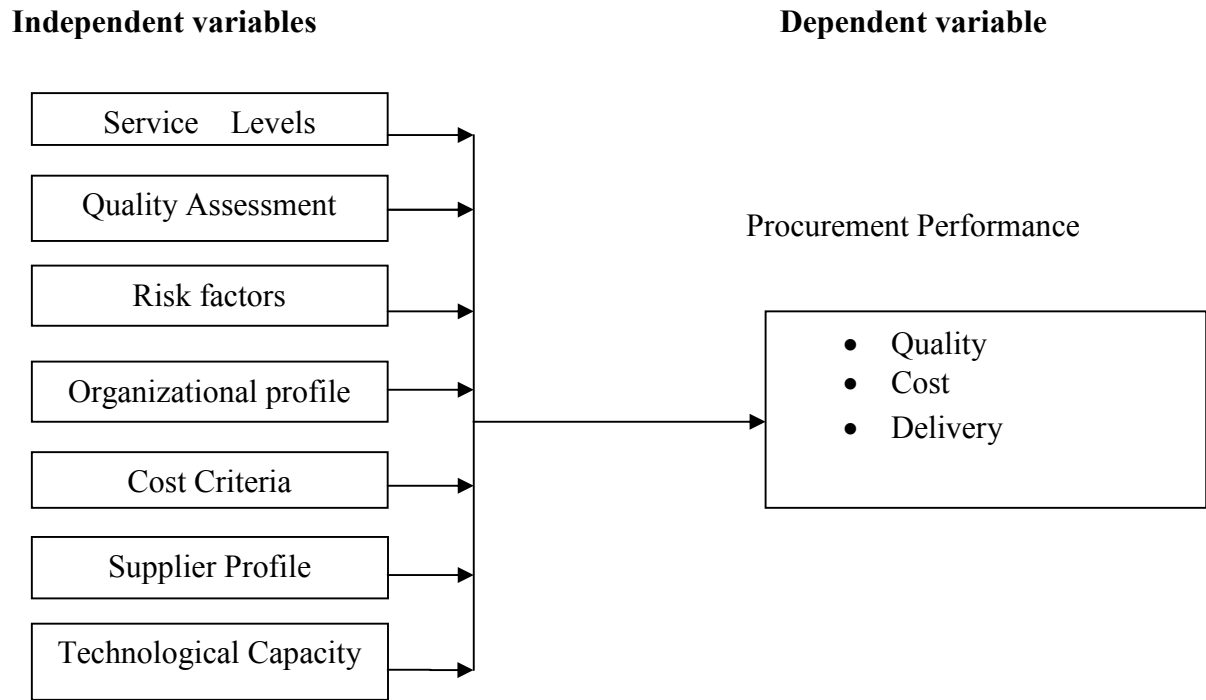 Independent variables
Dependent variable
Service Levels
Quality Assessment
Risk factors
Organizational profile
Cost Criteria
Supplier Profile
Technological Capacity
Procurement Performance
• Quality
• Cost
• Delivery